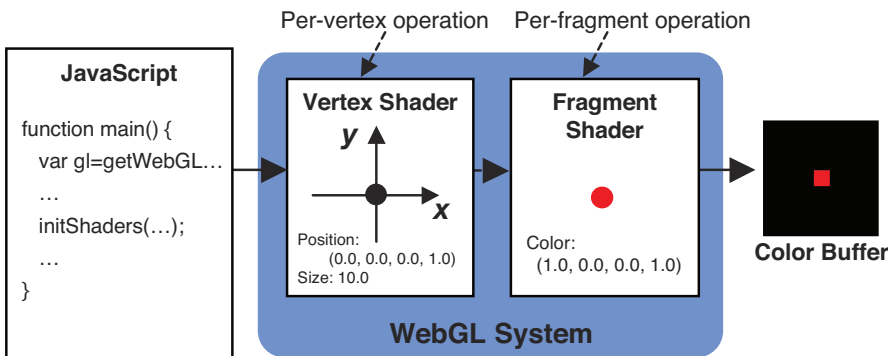 Per-vertex operation
Per-fragment operation
JavaScript
function main() {
var gl=getWebGL…
…
initShaders(…);
…
}
Vertex Shader
y
x
Position:
(0.0, 0.0, 0.0, 1.0)
Size: 10.0
Fragment
Shader
Color:
(1.0, 0.0, 0.0, 1.0)
WebGL System
Color Buffer